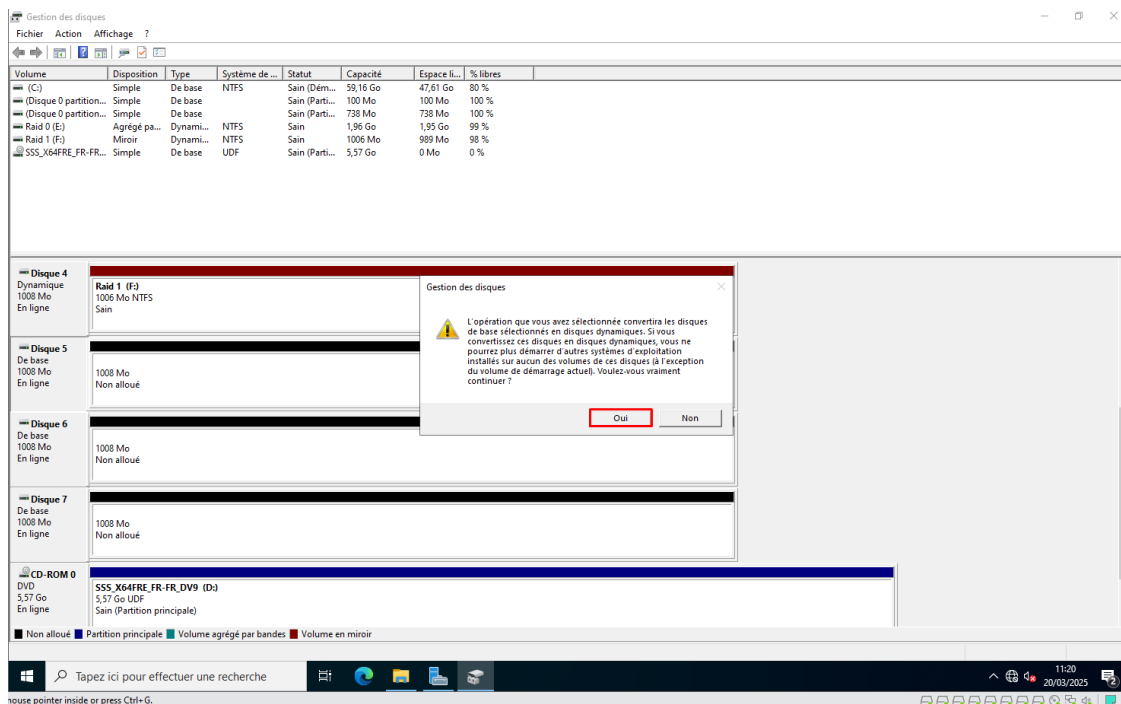 Gestion des disques
Fichier Action Affichage ?
Volume Disposition Type Système de ... Statut Capacité Espace li... % libres
(C:) Simple De base NTFS Sain (Dém... 59,16 Go 47,61 Go 80 %
(Disque 0 partition... Simple De base Sain (Parti... 100 Mo 100 Mo 100 %
(Disque 0 partition... Simple De base Sain (Parti... 738 Mo 738 Mo 100 %
Raid 0 (E:) Agrégé pa... Dynami... NTFS Sain 1,96 Go 1,95 Go 99 %
Raid 1 (F:) Miroir Dynami... NTFS Sain 1006 Mo 989 Mo 98 %
SSS_X64FRE_FR-FR... Simple De base UDF Sain (Parti... 5,57 Go 0 Mo 0 %
Disque 4
Dynamique
1008 Mo
En ligne
Raid 1 (F:)
1006 Mo NTFS
Sain
Gestion des disques
L'opération que vous avez sélectionnée convertira les disques
de base sélectionnés en disques dynamiques. Si vous
convertissez ces disques en disques dynamiques, vous ne
pourrez plus démarrer d'autres systèmes d'exploitation
installés sur aucun des volumes de ces disques (à l'exception
du volume de démarrage actuel). Voulez-vous vraiment
continuer ?
Oui Non
Disque 5
De base
1008 Mo
En ligne
1008 Mo
Non alloué
Disque 6
De base
1008 Mo
En ligne
1008 Mo
Non alloué
Disque 7
De base
1008 Mo
En ligne
1008 Mo
Non alloué
CD-ROM 0
DVD
5,57 Go
En ligne
SSS_X64FRE_FR-FR_DV9 (D:)
5,57 Go UDF
Sain (Partition principale)
Non alloué Partition principale Volume agrégé par bandes Volume en miroir
Tapez ici pour effectuer une recherche
11:20
20/03/2025
2
nouse pointer inside or press Ctrl+G.